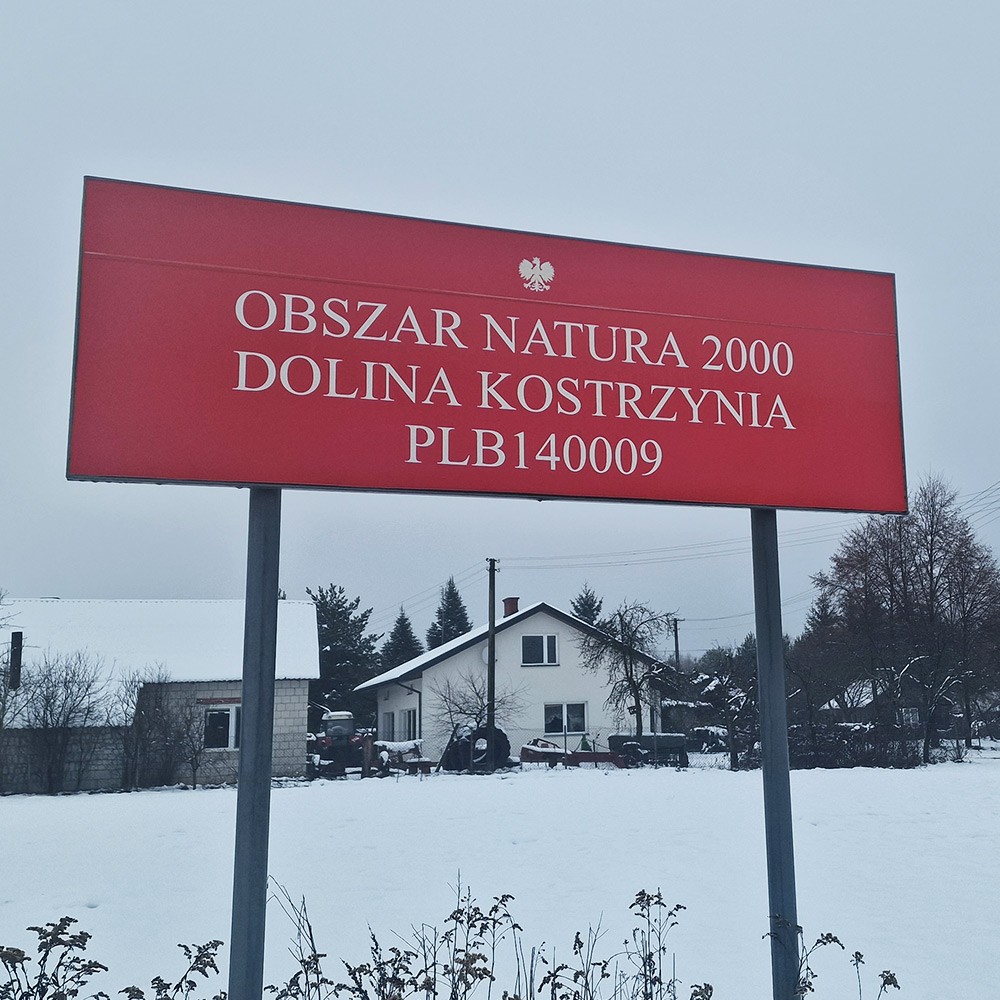 OBSZAR NATURA 2000
DOLINA KOSTRZYNIA
PLB140009